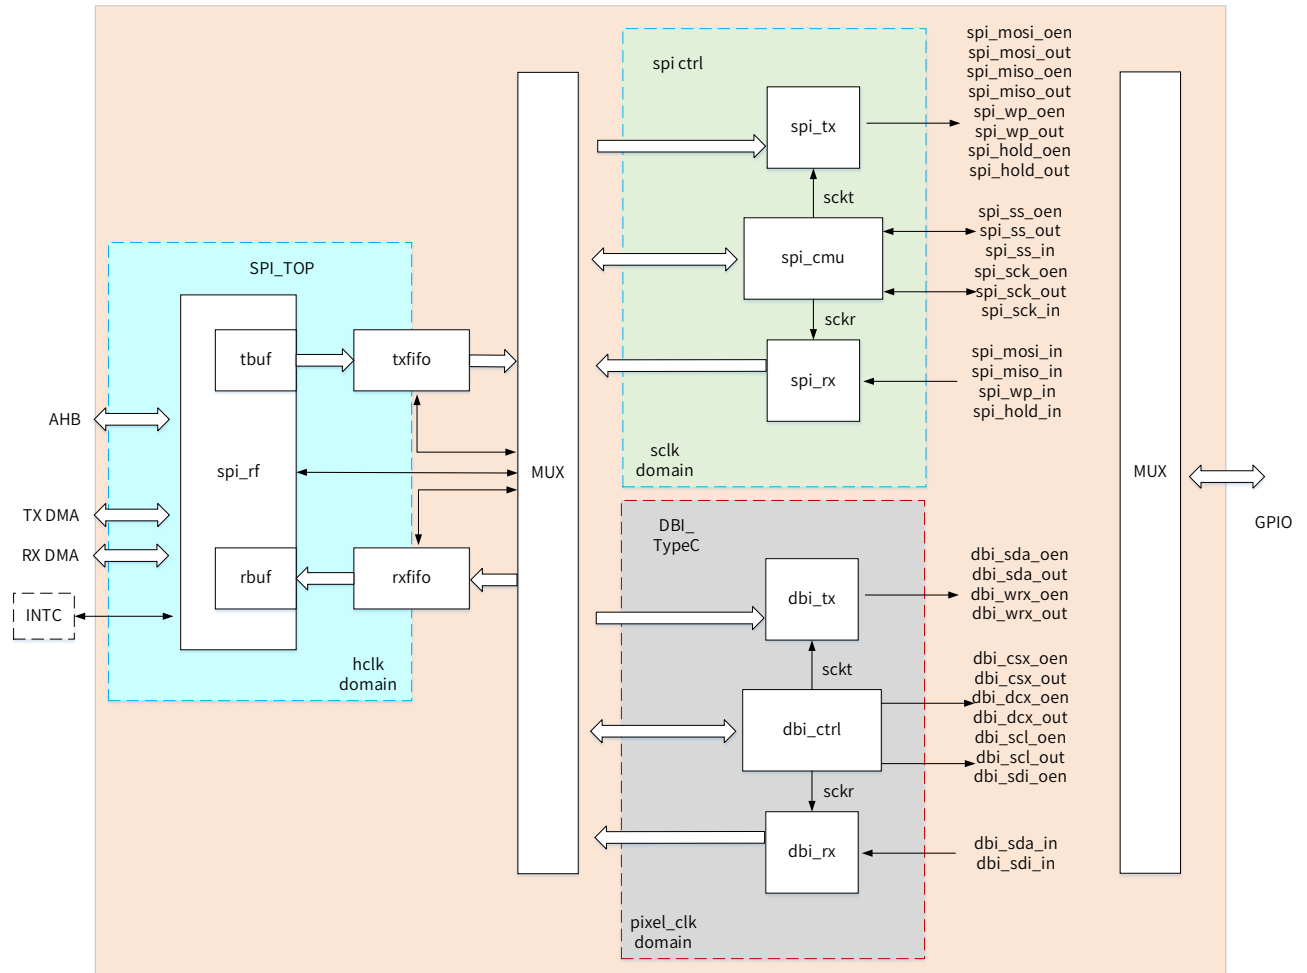 spi ctrl
spi_tx
sckt
spi_cmu
sckr
spi_rx
sclk
domain
spi_mosi_oen
spi_mosi_out
spi_miso_oen
spi_miso_out
spi_wp_oen
spi_wp_out
spi_hold_oen
spi_hold_out
spi_ss_oen
spi_ss_out
spi_ss_in
spi_sck_oen
spi_sck_out
spi_sck_in
spi_mosi_in
spi_miso_in
spi_wp_in
spi_hold_in
SPI_TOP
tbuf
txfifo
spi_rf
rbuf
rxfifo
hclk
domain
AHB
TX DMA
RX DMA
INTC
MUX
DBI_
TypeC
dbi_tx
sckt
dbi_ctrl
sckr
dbi_rx
pixel_clk
domain
dbi_sda_oen
dbi_sda_out
dbi_wrx_oen
dbi_wrx_out
dbi_csx_oen
dbi_csx_out
dbi_dcx_oen
dbi_dcx_out
dbi_scl_oen
dbi_scl_out
dbi_sdi_oen
dbi_sda_in
dbi_sdi_in
MUX
GPIO